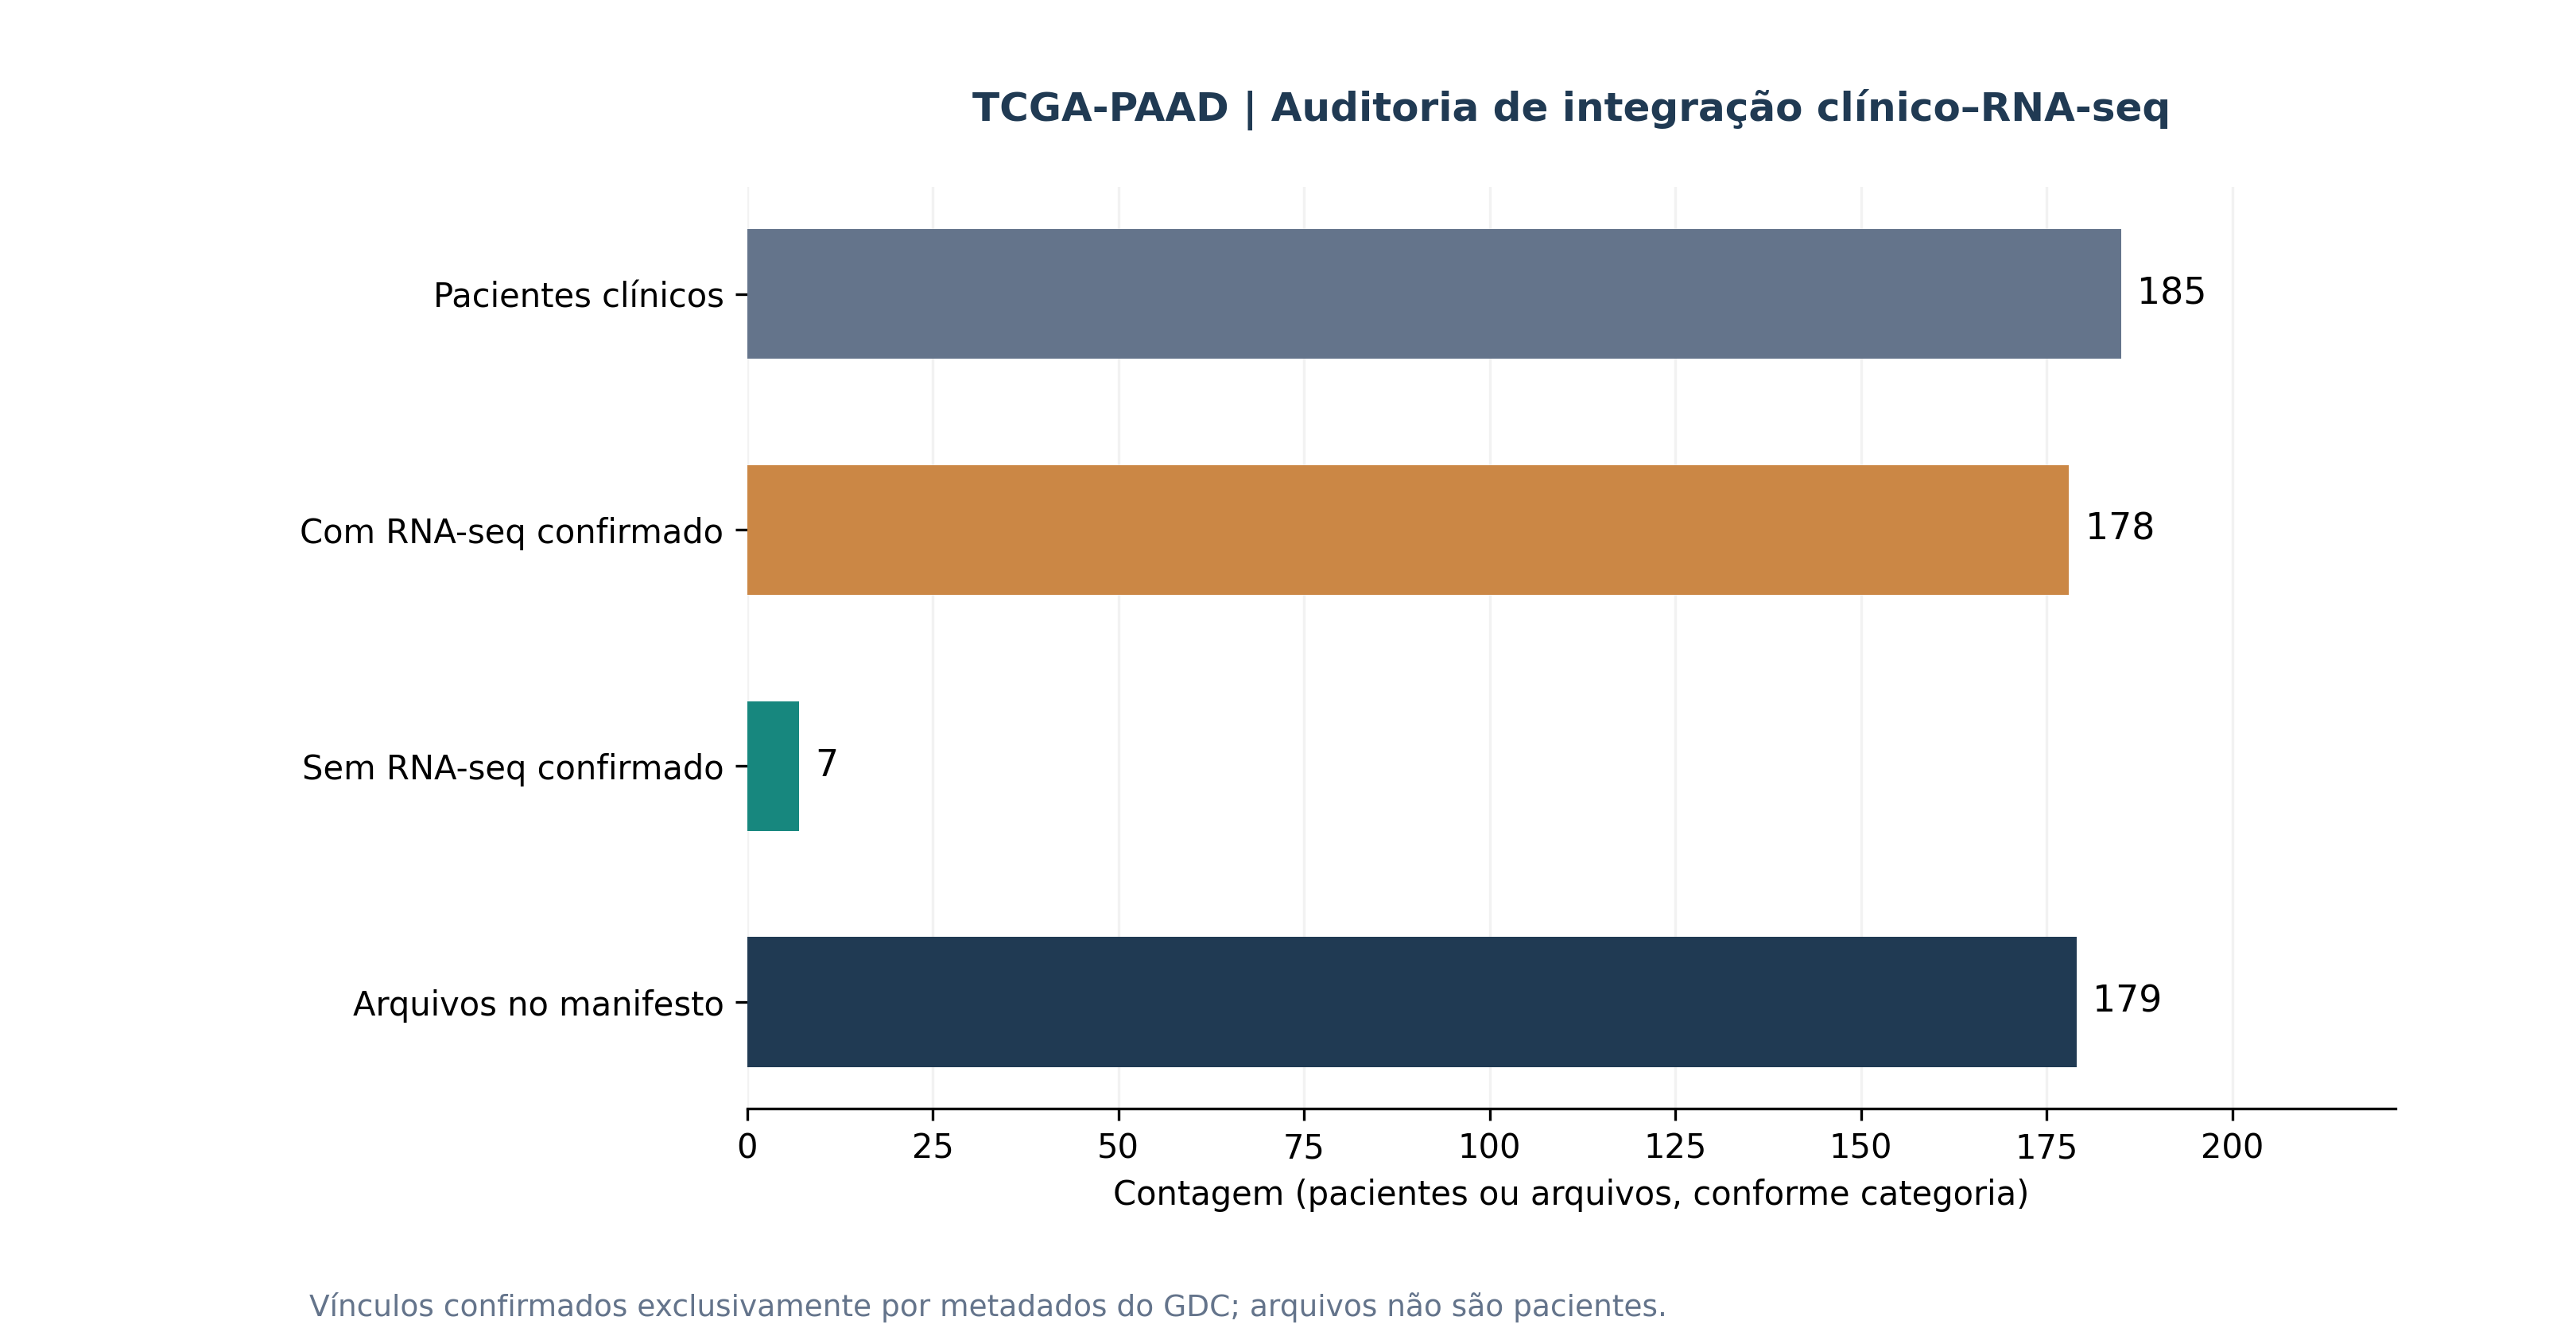 TCGA-PAAD | Auditoria de integração clínico–RNA-seq
Pacientes clínicos
185
Com RNA-seq confirmado
178
Sem RNA-seq confirmado
7
Arquivos no manifesto
179
0 25 50 75 100 125 150 175 200
Contagem (pacientes ou arquivos, conforme categoria)
Vínculos confirmados exclusivamente por metadados do GDC; arquivos não são pacientes.